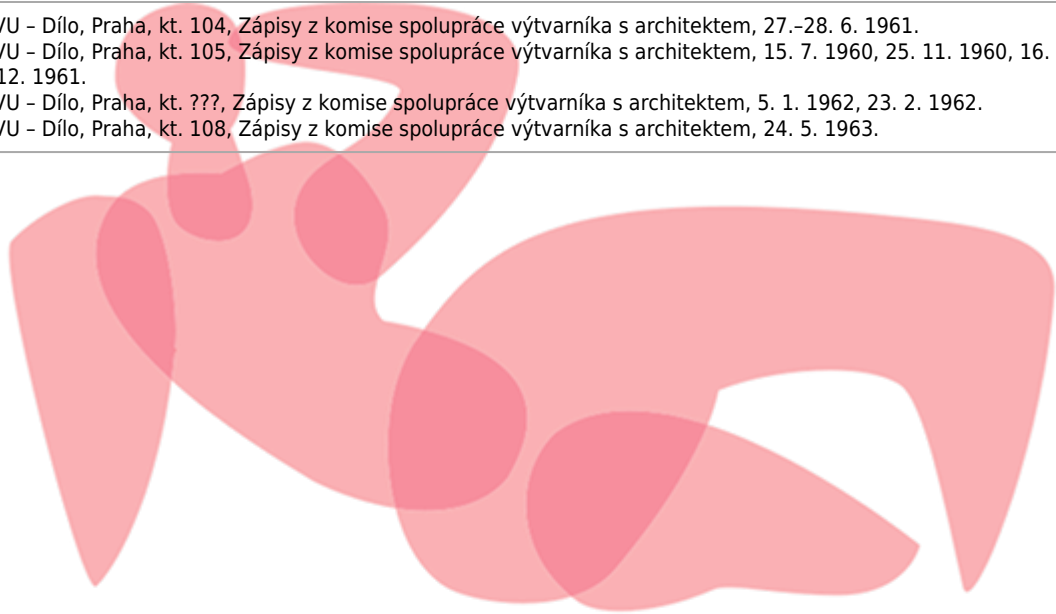 VU – Dílo, Praha, kt. 104, Zápisy z komise spolupráce výtvarníka s architektem, 27.–28. 6. 1961.
VU – Dílo, Praha, kt. 105, Zápisy z komise spolupráce výtvarníka s architektem, 15. 7. 1960, 25. 11. 1960, 16.
12. 1961.
VU – Dílo, Praha, kt. ???, Zápisy z komise spolupráce výtvarníka s architektem, 5. 1. 1962, 23. 2. 1962.
VU – Dílo, Praha, kt. 108, Zápisy z komise spolupráce výtvarníka s architektem, 24. 5. 1963.